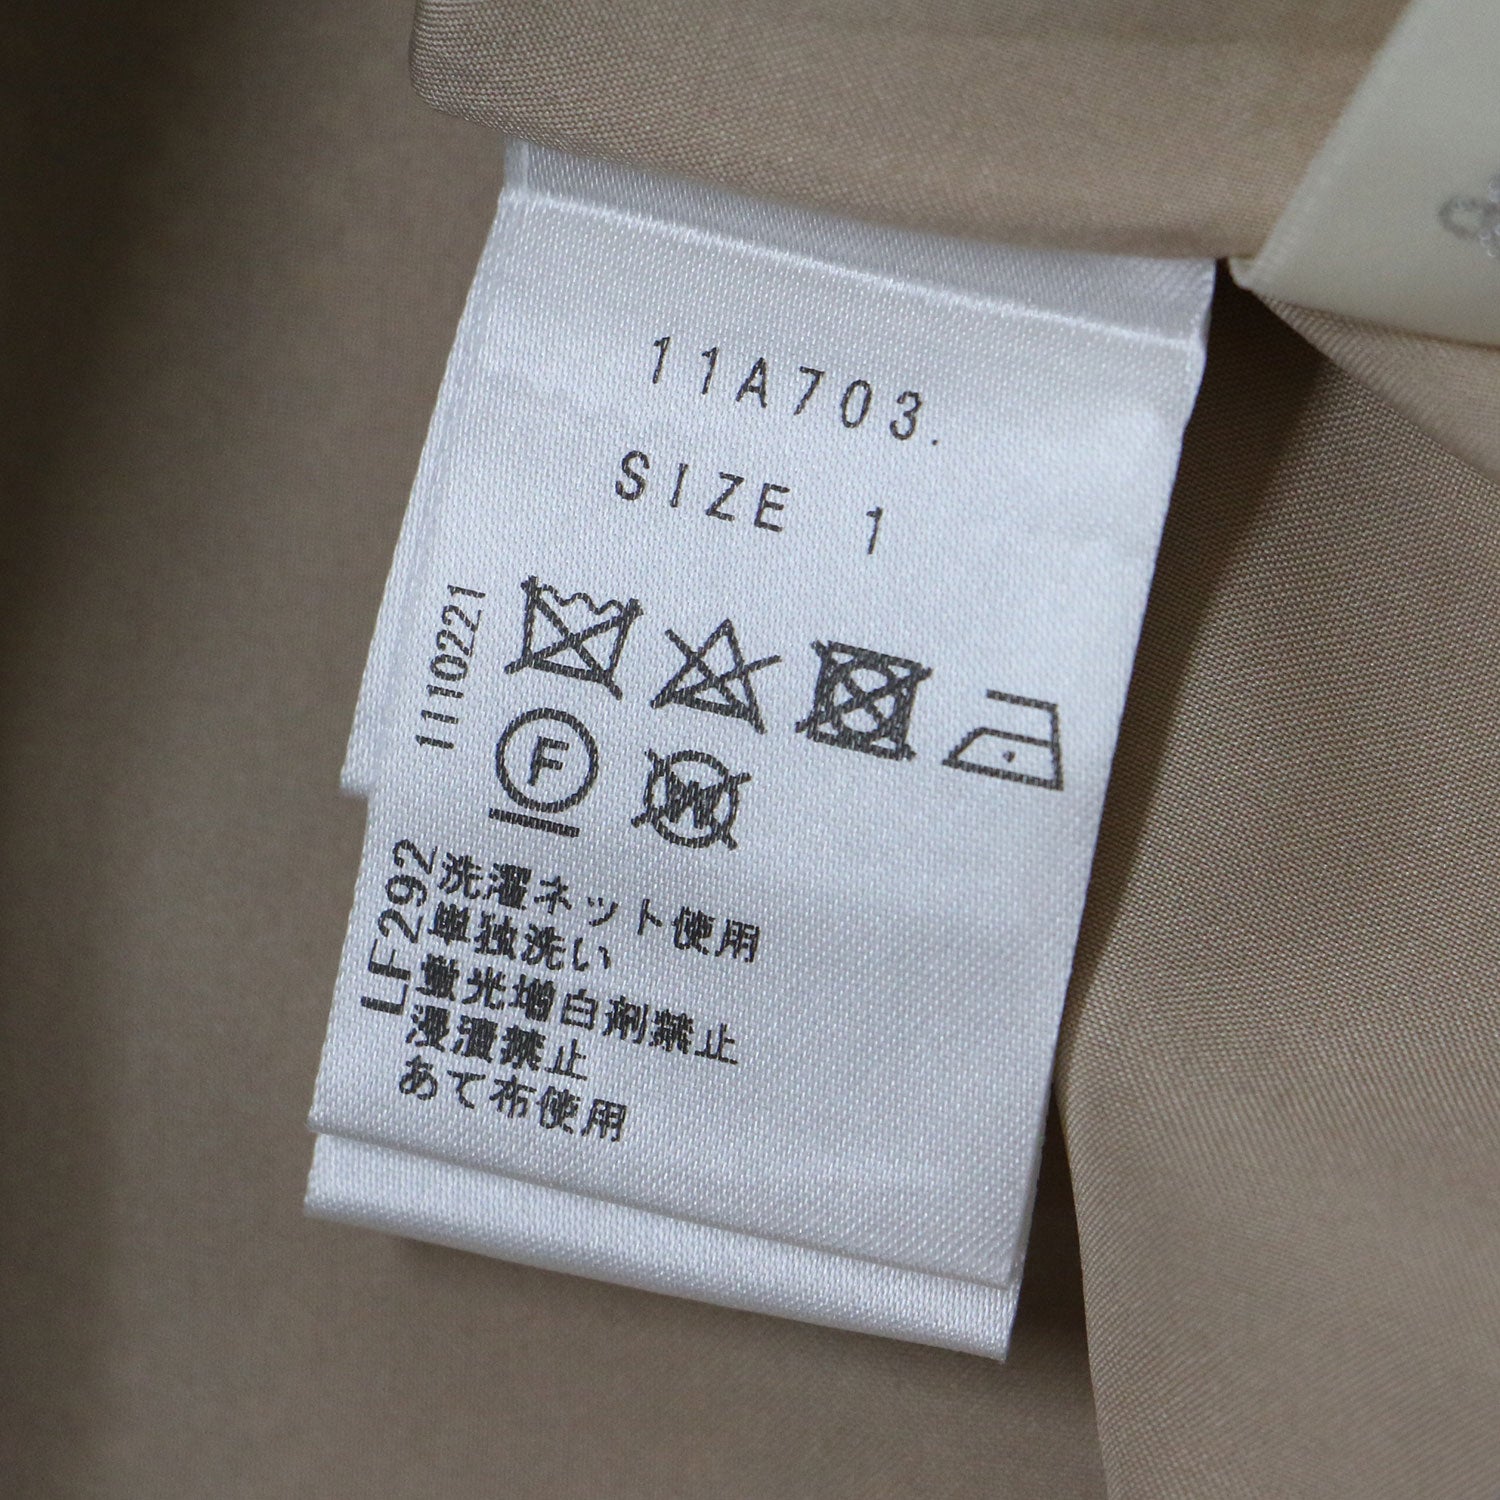 11A703.
SIZE 1
110221
F
W
LF292
洗濯ネット使用
単独洗い
蛍光増白剤禁止
浸漬禁止
あて布使用